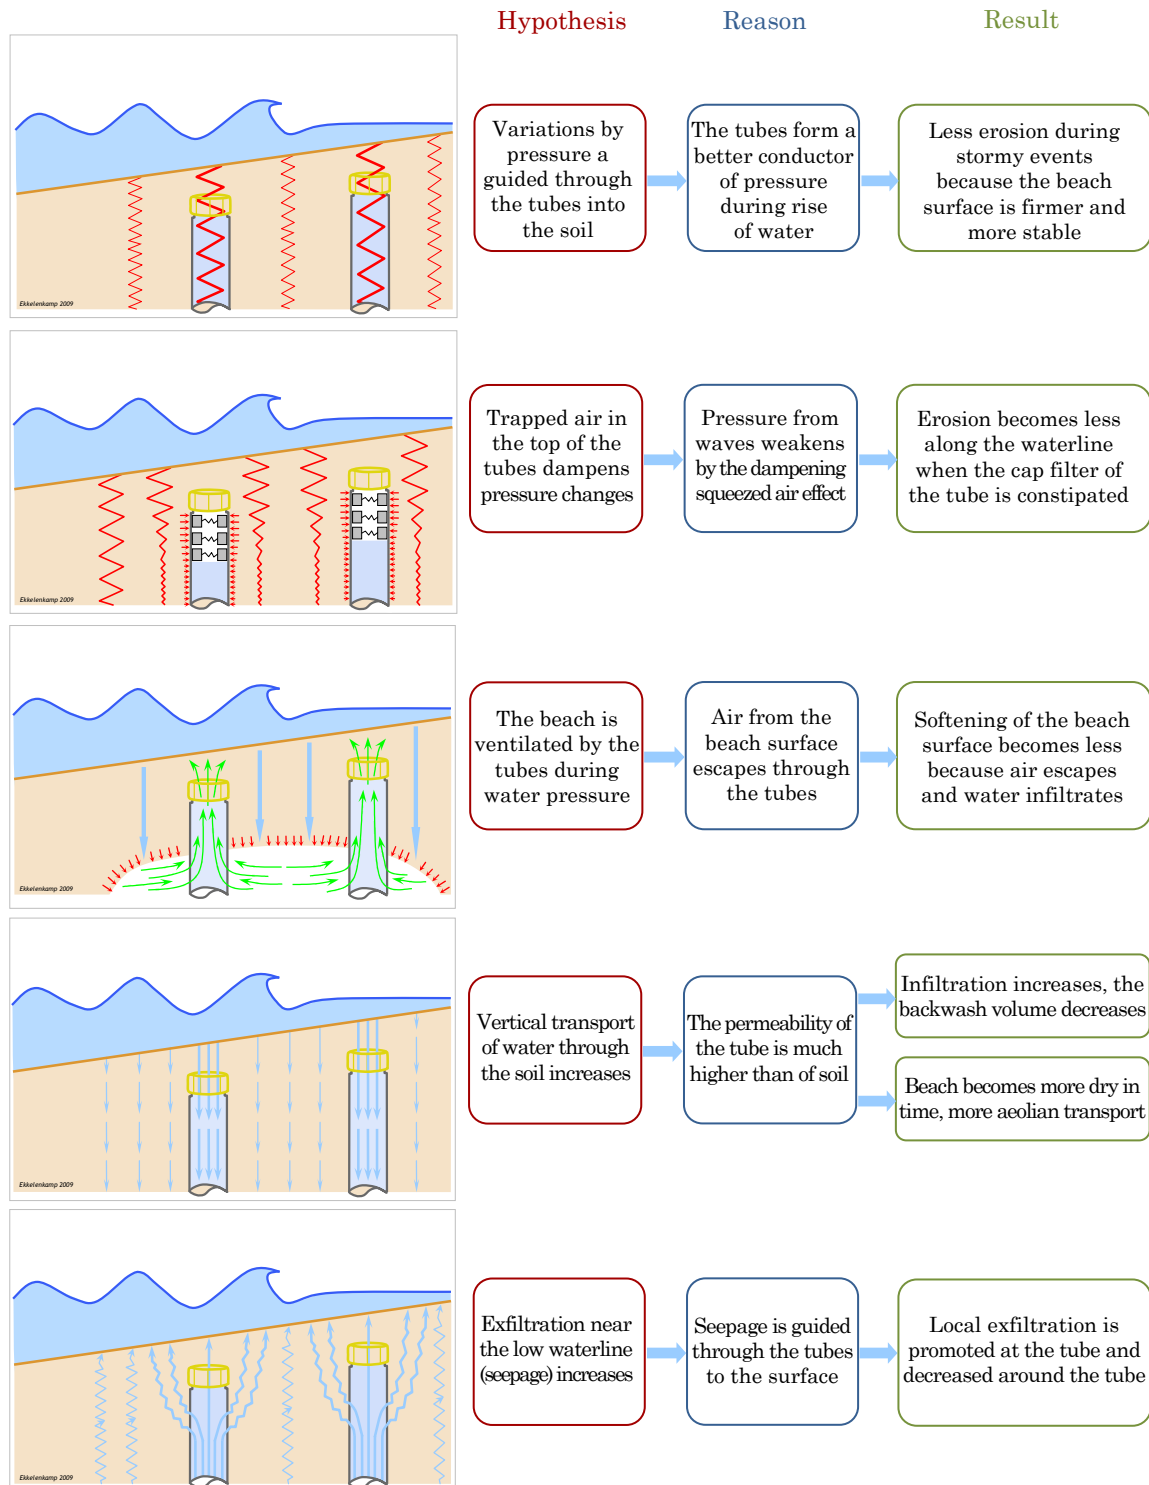 Hypothesis
Reason
Result
Variations by
pressure a
guided through
the tubes into
the soil
The tubes form a
better conductor
of pressure
during rise
of water
Less erosion during
stormy events
because the beach
surface is firmer and
more stable
Ekkelenkamp 2009
Trapped air in
the top of the
tubes dampens
pressure changes
Pressure from
waves weakens
by the dampening
squeezed air effect
Erosion becomes less
along the waterline
when the cap filter of
the tube is constipated
Ekkelenkamp 2009
The beach is
ventilated by the
tubes during
water pressure
Air from the
beach surface
escapes through
the tubes
Softening of the beach
surface becomes less
because air escapes
and water infiltrates
Ekkelenkamp 2009
Vertical transport
of water through
the soil increases
The permeability of
the tube is much
higher than of soil
Infiltration increases, the
backwash volume decreases
Beach becomes more dry in
time, more aeolian transport
Ekkelenkamp 2009
Exfiltration near
the low waterline
(seepage) increases
Seepage is guided
through the tubes
to the surface
Local exfiltration is
promoted at the tube and
decreased around the tube
Ekkelenkamp 2009